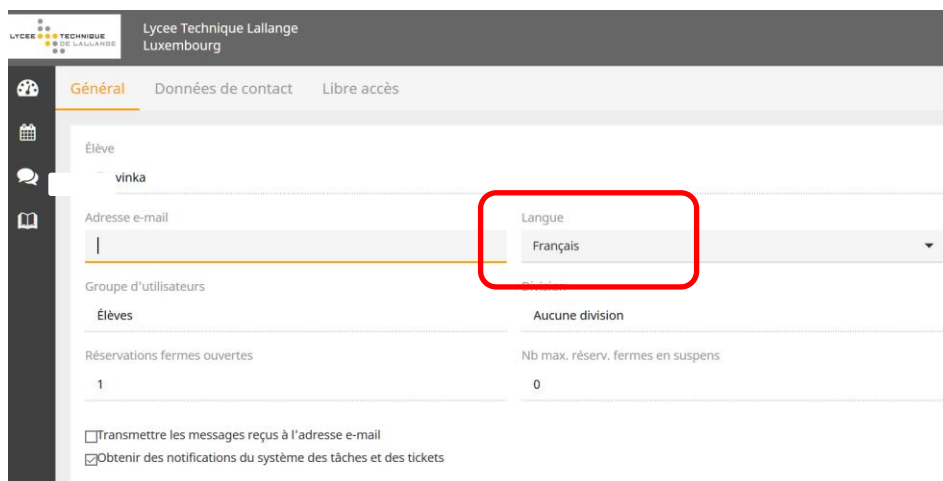 LYCEE TECHNIQUE
DE LALLANGE
Lycee Technique Lallange
Luxembourg
Général Données de contact Libre accès
Élève
vinka
Adresse e-mail Langue
Français
Groupe d'utilisateurs Division
Élèves Aucune division
Réservations fermes ouvertes Nb max. réserv. fermes en suspens
1 0
Transmettre les messages reçus à l'adresse e-mail
Obtenir des notifications du système des tâches et des tickets